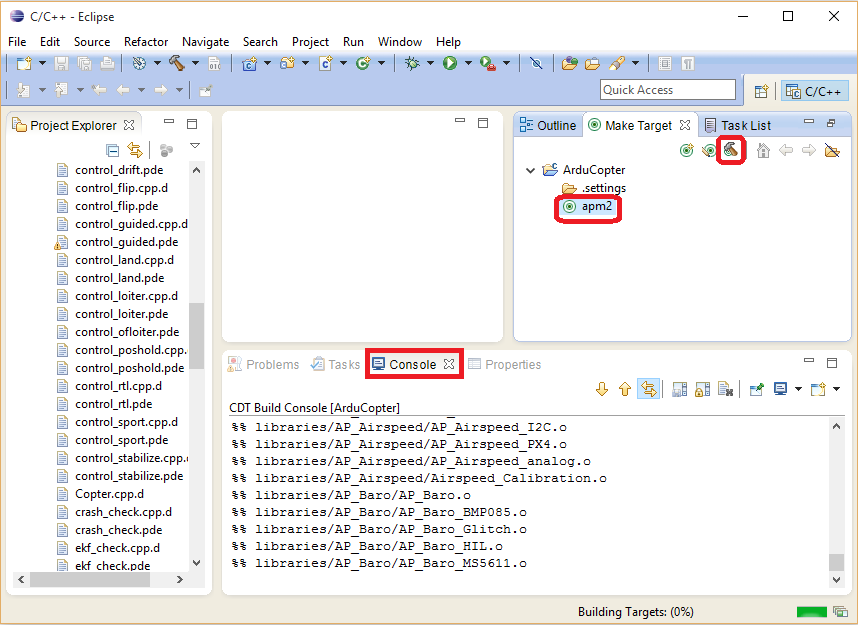 C/C++ - Eclipse
File Edit Source Refactor Navigate Search Project Run Window Help
Quick Access
C/C++
Project Explorer
control_drift.pde
control_flip.cpp.d
control_flip.pde
control_guided.cpp.d
control_guided.pde
control_land.cpp.d
control_land.pde
control_loiter.cpp.d
control_loiter.pde
control_ofloiter.pde
control_poshold.cpp.
control_poshold.pde
control_rtl.cpp.d
control_rtl.pde
control_sport.cpp.d
control_sport.pde
control_stabilize.cpp.
control_stabilize.pde
Copter.cpp.d
crash_check.cpp.d
crash_check.pde
ekf_check.cpp.d
ekf_check.pde
Outline Make Target Task List
ArduCopter
.settings
apm2
Problems Tasks Console Properties
CDT Build Console [ArduCopter]
%% libraries/AP_Airspeed/AP_Airspeed_I2C.o
%% libraries/AP_Airspeed/AP_Airspeed_PX4.o
%% libraries/AP_Airspeed/AP_Airspeed_analog.o
%% libraries/AP_Airspeed/Airspeed_Calibration.o
%% libraries/AP_Baro/AP_Baro.o
%% libraries/AP_Baro/AP_Baro_BMP085.o
%% libraries/AP_Baro/AP_Baro_Glitch.o
%% libraries/AP_Baro/AP_Baro_HIL.o
%% libraries/AP_Baro/AP_Baro_MS5611.o
Building Targets: (0%)